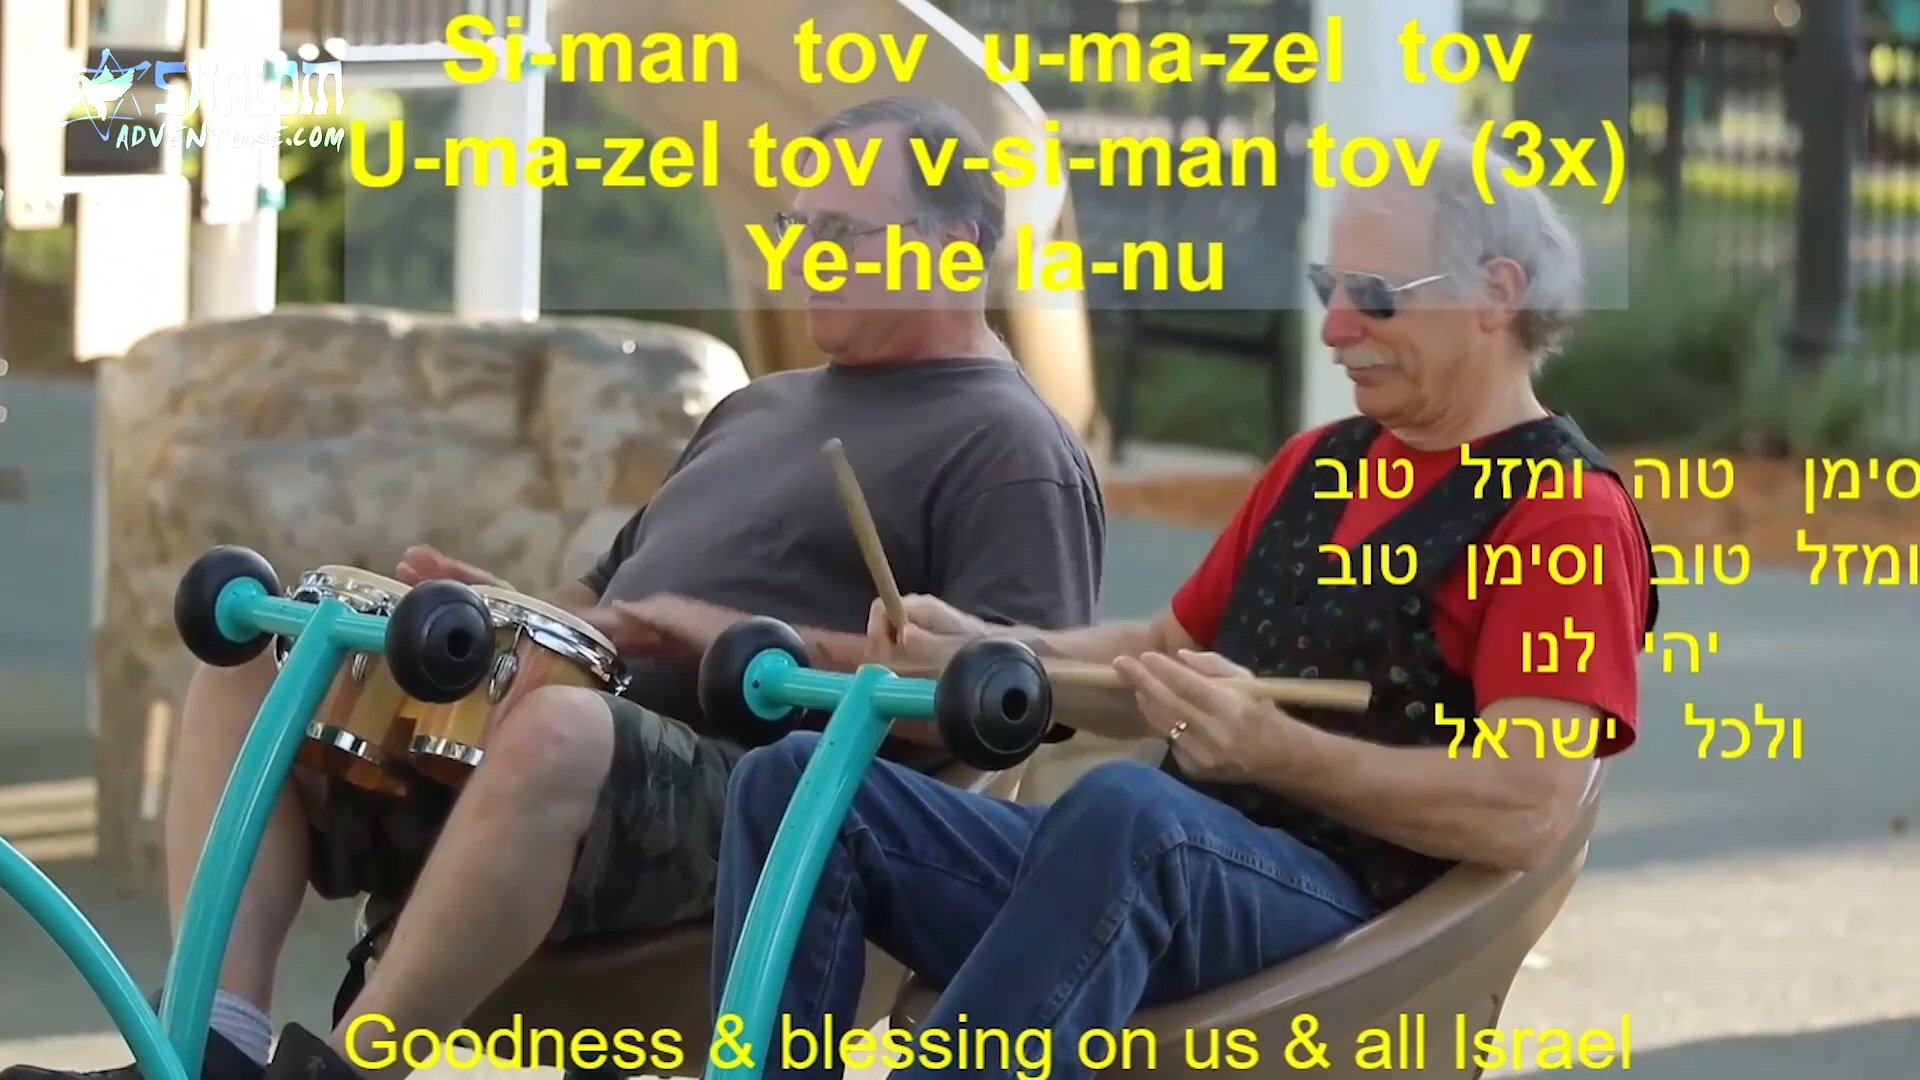 SHALOM
ADVENTURE.COM
Si-man tov u-ma-zel tov
U-ma-zel tov v-si-man tov (3x)
Ye-he la-nu
סימן טוה ומזל טוב
ומזל טוב וסימן טוב
יהי לנו
ולכל ישראל
Goodness & blessing on us & all Israel